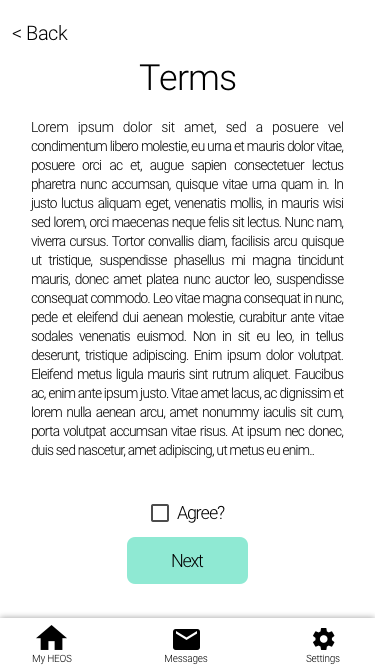 < Back
Terms
Lorem ipsum dolor sit amet, sed a posuere vel
condimentum libero molestie, eu urna et mauris dolor vitae,
posuere orci ac et, augue sapien consectetuer lectus
pharetra nunc accumsan, quisque vitae urna quam in. In
justo luctus aliquam eget, venenatis mollis, in mauris wisi
sed lorem, orci maecenas neque felis sit lectus. Nunc nam,
viverra cursus. Tortor convallis diam, facilisis arcu quisque
ut tristique, suspendisse phasellus mi magna tincidunt
mauris, donec amet platea nunc auctor leo, suspendisse
consequat commodo. Leo vitae magna consequat in nunc,
pede et eleifend dui aenean molestie, curabitur ante vitae
sodales venenatis euismod. Non in sit eu leo, in tellus
deserunt, tristique adipiscing. Enim ipsum dolor volutpat.
Eleifend metus ligula mauris sint rutrum aliquet. Faucibus
ac, enim ante ipsum justo. Vitae amet lacus, ac dignissim et
lorem nulla aenean arcu, amet nonummy iaculis sit cum,
porta volutpat accumsan vitae risus. At ipsum nec donec,
duis sed nascetur, amet adipiscing, ut metus eu enim..
Agree?
Next
My HEOS
Messages
Settings